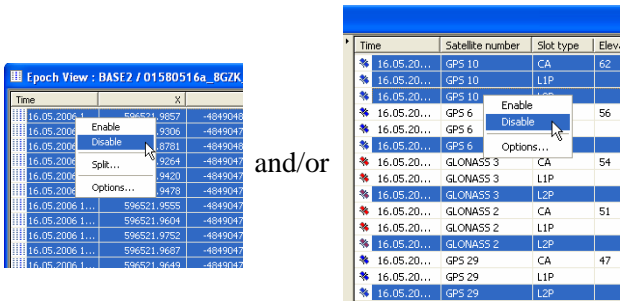 Epoch View : BASE2 / 01580516a_8GZK_
Time X
16.05.2006 1... 596521.9857 -4849048
16.05.2006 .9306 -4849048
16.05.2006 .8781 -4849048
16.05.2006 .9264 -4849047
16.05.2006 .9420 -4849047
16.05.2006 .9478 -4849047
16.05.2006 1... 596521.9555 -4849047
16.05.2006 1... 596521.9604 -4849047
16.05.2006 1... 596521.9752 -4849047
16.05.2006 1... 596521.9687 -4849047
16.05.2006 1... 596521.9649 -4849047
Enable
Disable
Split...
Options...
and/or
Time Satellite number Slot type Eleva
16.05.20... GPS 10 CA 62
16.05.20... GPS 10 L1P
16.05.20... GPS 10
16.05.20... GPS 6 56
16.05.20... GPS 6
16.05.20... GPS 6
16.05.20... GLONASS 3 CA 54
16.05.20... GLONASS 3 L1P
16.05.20... GLONASS 3 L2P
16.05.20... GLONASS 2 CA 51
16.05.20... GLONASS 2 L1P
16.05.20... GLONASS 2 L2P
16.05.20... GPS 29 CA 47
16.05.20... GPS 29 L1P
16.05.20... GPS 29 L2P
Enable
Disable
Options...